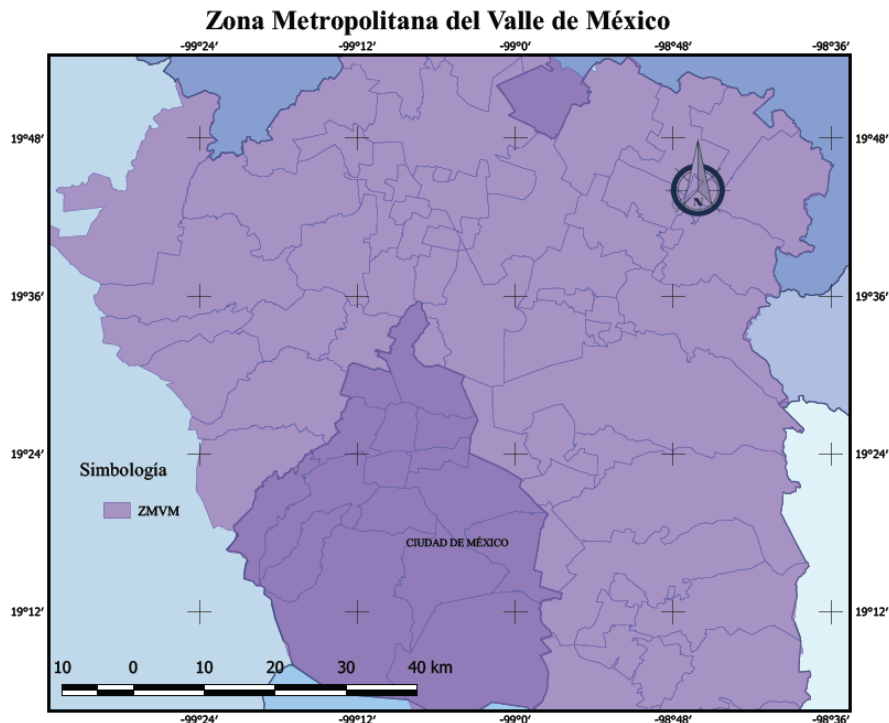 Zona Metropolitana del Valle de México
-99°24′ -99°12′ -99°0′ -98°48′ -98°36′
19°48′ 19°48′
N
19°36′ 19°36′
19°24′ 19°24′
Simbología
ZMVM
CIUDAD DE MÉXICO
19°12′ 19°12′
10 0 10 20 30 40 km
-99°24′ -99°12′ -99°0′ -98°48′ -98°36′